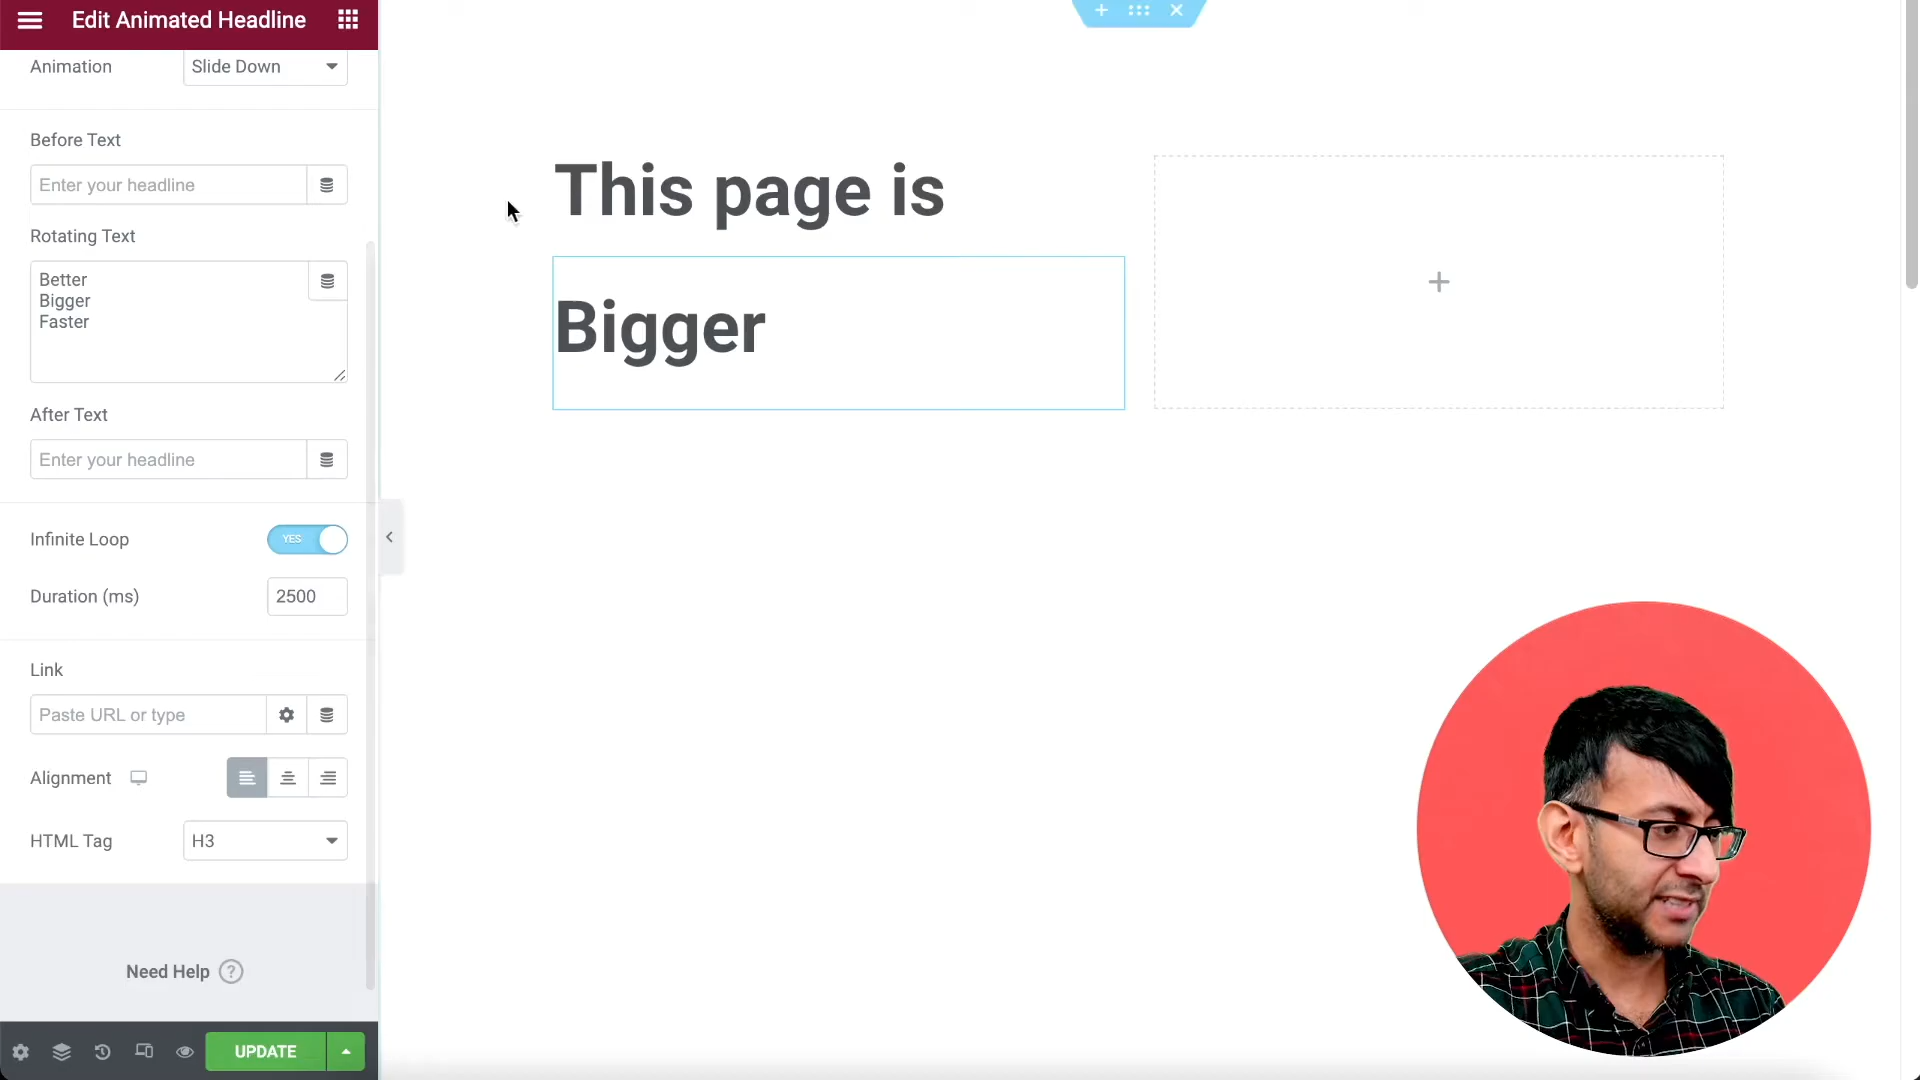 Edit Animated Headline
Animation
Slide Down
Before Text
Enter your headline
Rotating Text
Better
Bigger
Faster
After Text
Enter your headline
Infinite Loop
YES
Duration (ms)
2500
Link
Paste URL or type
Alignment
HTML Tag
H3
Need Help ?
UPDATE
This page is
Bigger